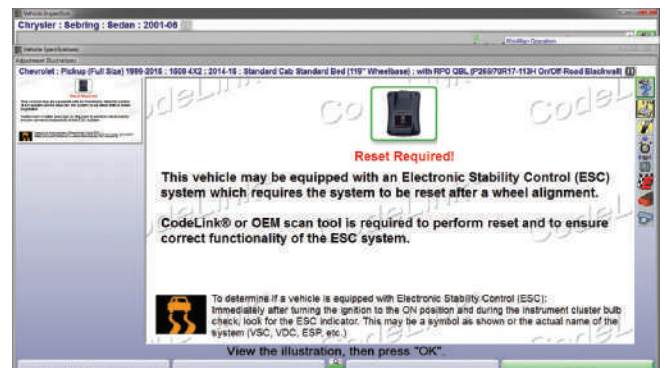 Vehicle Inspection
Chrysler : Sebring : Sedan : 2001-06
WinAlign Operation
Vehicle Specifications
Adjustment Illustrations
Chevrolet : Pickup (Full Size) 1999-2016 : 1500 4X2 : 2014-16 : Standard Cab Standard Bed (119" Wheelbase) : with RPO QBL (P265/70R17-113H On/Off-Road Blackwall)
Reset Required!
This vehicle may be equipped with an Electronic Stability Control (ESC)
system which requires the system to be reset after a wheel alignment.
CodeLink® or OEM scan tool is required to perform reset and to ensure
correct functionality of the ESC system.
To determine if a vehicle is equipped with Electronic Stability Control (ESC):
Immediately after turning the ignition to the ON position and during the instrument cluster bulb
check, look for the ESC indicator. This may be a symbol as shown or the actual name of the
system (VSC, VDC, ESP, etc.)
View the illustration, then press "OK".